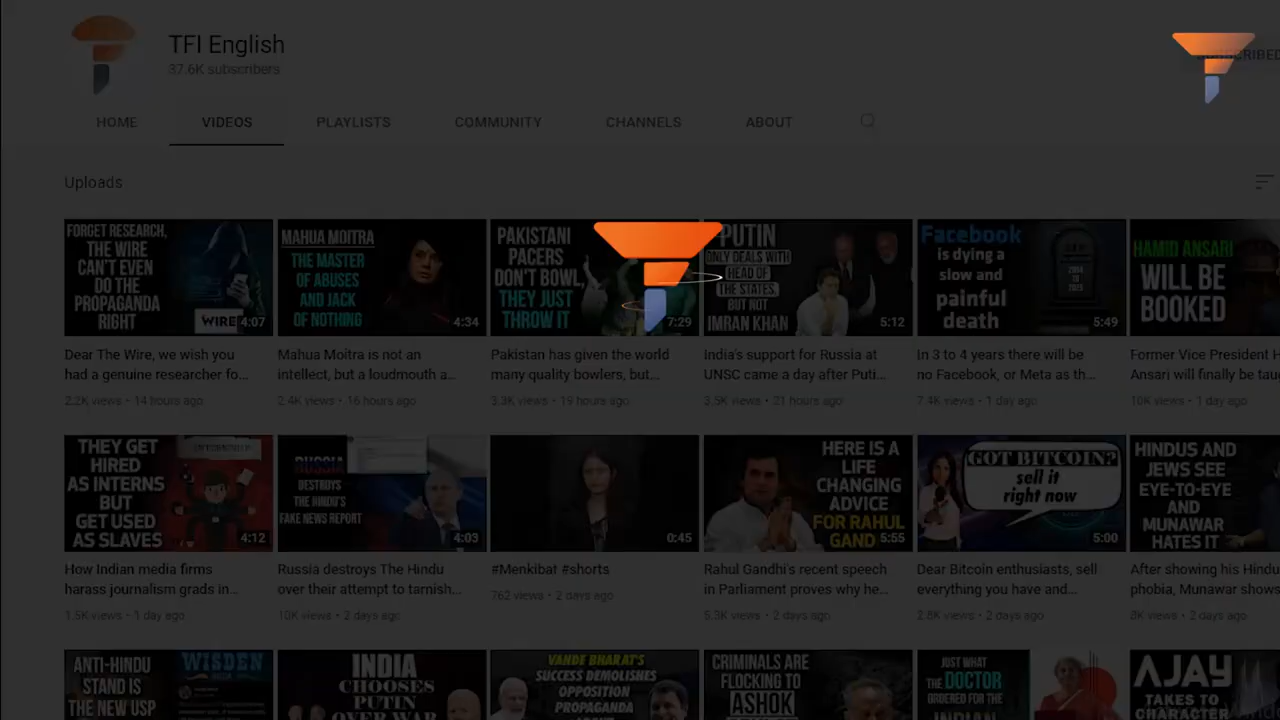 TFI English
37.6K subscribers
HOME
VIDEOS
PLAYLISTS
COMMUNITY
CHANNELS
ABOUT
Uploads
FORGET RESEARCH,
THE WIRE
CAN'T EVEN
DO THE
PROPAGANDA
RIGHT
WIRE
4:07
MAHUA MOITRA
THE MASTER
OF ABUSES
AND JACK
OF NOTHING
4:34
PAKISTANI
PACERS
DON'T BOWL,
THEY JUST
THROW IT
7:29
PUTIN
ONLY DEALS WITH
HEAD OF
THE STATES,
BUT NOT
IMRAN KHAN
5:12
Facebook
is dying a
slow and
painful
death
5:49
HAMID ANSARI
WILL BE
BOOKED
Dear The Wire, we wish you
had a genuine researcher fo...
2.2K views • 14 hours ago
Mahua Moitra is not an
intellect, but a loudmouth a...
2.4K views • 16 hours ago
Pakistan has given the world
many quality bowlers, but...
3.3K views • 19 hours ago
India's support for Russia at
UNSC came a day after Puti...
3.5K views • 21 hours ago
In 3 to 4 years there will be
no Facebook, or Meta as th...
7.4K views • 1 day ago
Former Vice President H
Ansari will finally be tau
10K views • 1 day ago
THEY GET
HIRED
AS INTERNS
BUT
GET USED
AS SLAVES
4:12
RUSSIA
DESTROYS
THE HINDU'S
FAKE NEWS REPORT
4:03
0:45
HERE IS A
LIFE
CHANGING
ADVICE
FOR RAHUL
GAND
5:55
GOT BITCOIN?
sell it
right now
5:00
HINDUS AND
JEWS SEE
EYE-TO-EYE
AND
MUNAWAR
HATES IT
How Indian media firms
harass journalism grads in...
1.5K views • 1 day ago
Russia destroys The Hindu
over their attempt to tarnish...
10K views • 2 days ago
#Menkibat #shorts
762 views • 2 days ago
Rahul Gandhi's recent speech
in Parliament proves why he...
5.3K views • 2 days ago
Dear Bitcoin enthusiasts, sell
everything you have and...
2.8K views • 2 days ago
After showing his Hindu
phobia, Munawar shows
8K views • 2 days ago
ANTI-HINDU
STAND IS
THE NEW USP
WISDEN
INDIA
INDIA
CHOOSES
PUTIN
OVER WAR
VANDE BHARAT'S
SUCCESS DEMOLISHES
OPPOSITION
PROPAGANDA
CRIMINALS ARE
FLOCKING TO
ASHOK
JUST WHAT
THE DOCTOR
ORDERED FOR THE
INDIAN
AJAY
TAKES TO
CHARACTER